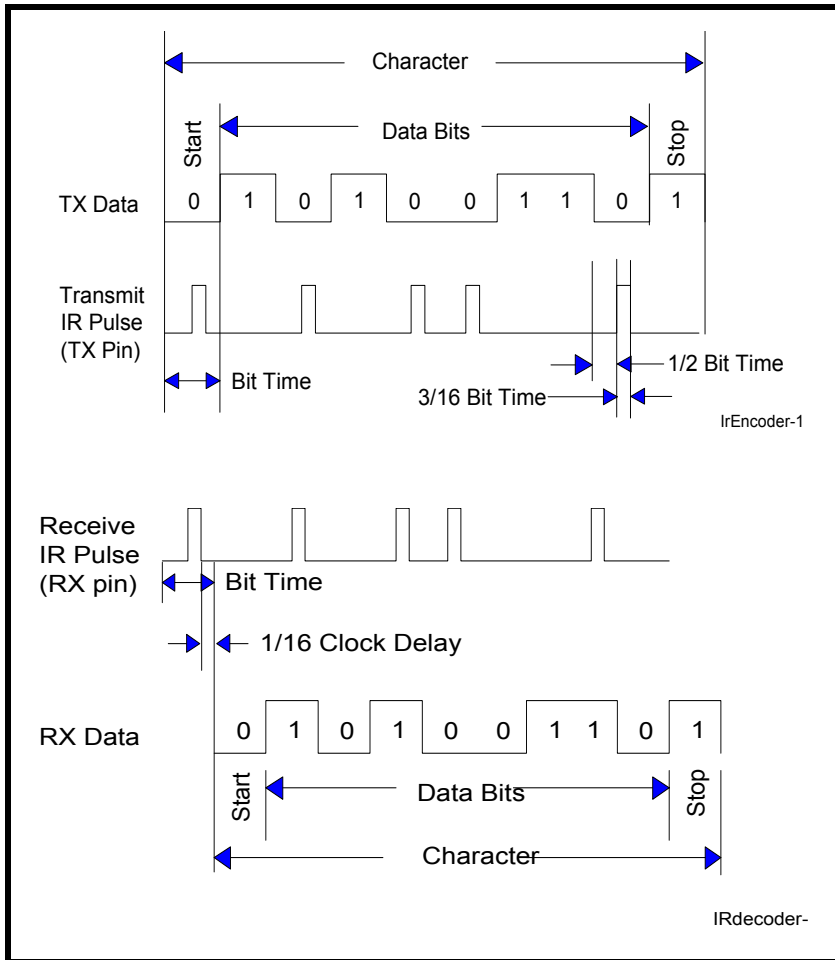 Character
Start
Data Bits
Stop
TX Data
0 1 0 1 0 0 1 1 0 1
Transmit
IR Pulse
(TX Pin)
Bit Time
1/2 Bit Time
3/16 Bit Time
IrEncoder-1
Receive
IR Pulse
(RX pin)
Bit Time
1/16 Clock Delay
RX Data
0 1 0 1 0 0 1 1 0 1
Start
Data Bits
Stop
Character
IRdecoder-